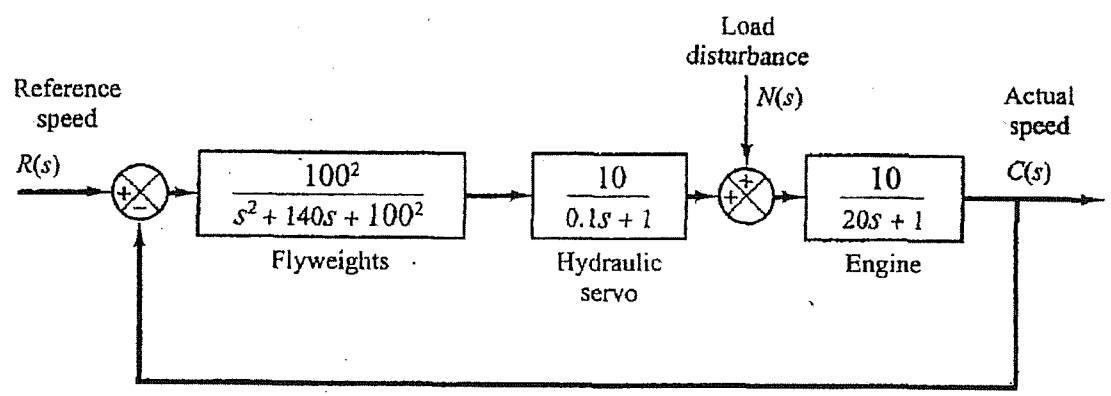 Load
disturbance
N(s)
Reference
speed
R(s)
Actual
speed
C(s)
+
−
100²
s² + 140s + 100²
Flyweights
10
0.1s + 1
Hydraulic
servo
+
+
10
20s + 1
Engine